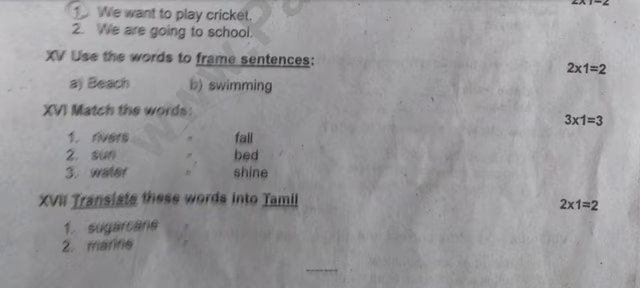 2x1=2
1. We want to play cricket.
2. We are going to school.
XV Use the words to frame sentences: 2x1=2
a) Beach b) swimming
XVI Match the words: 3x1=3
1. rivers - fall
2. sun - bed
3. water - shine
XVII Translate these words into Tamil 2x1=2
1. sugarcane -
2. marine -